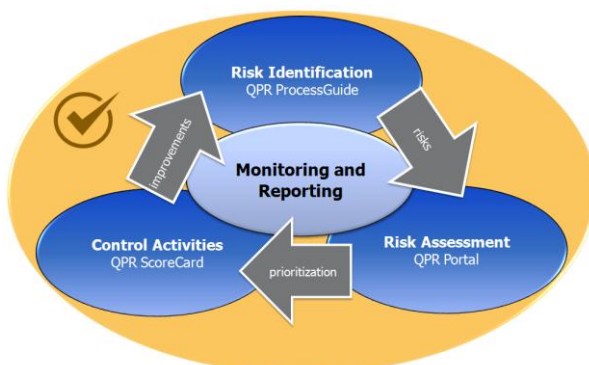 Risk Identification
QPR ProcessGuide
risks
improvements
Monitoring and
Reporting
Control Activities
QPR ScoreCard
prioritization
Risk Assessment
QPR Portal